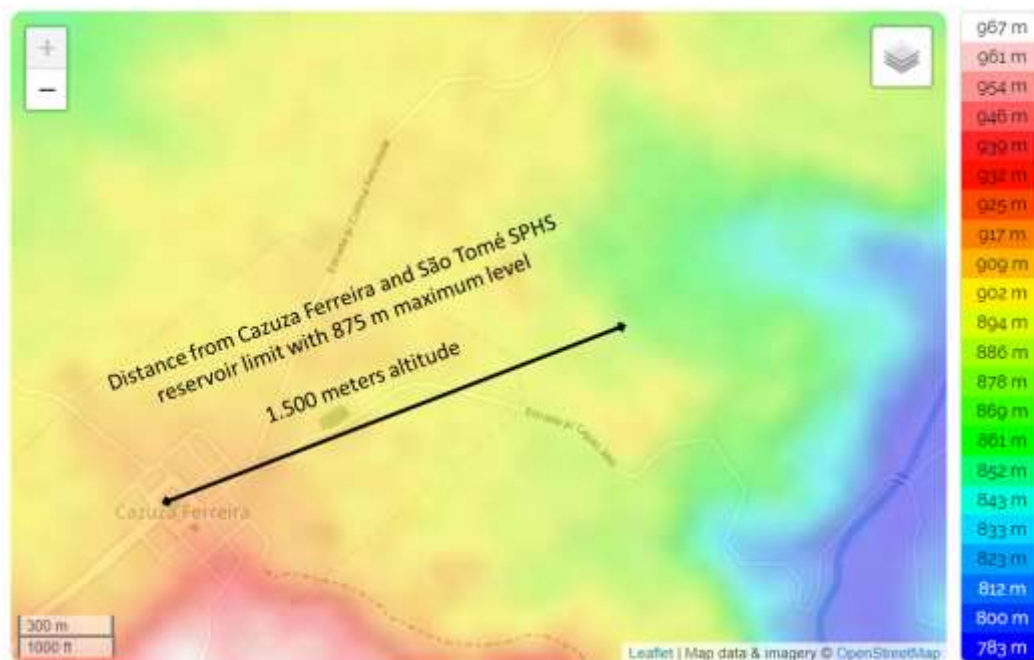 +
−
Distance from Cazuza Ferreira and São Tomé SPHS
reservoir limit with 875 m maximum level
1.500 meters altitude
Cazuza Ferreira
300 m
1000 ft
Leaflet | Map data & imagery © OpenStreetMap
967 m
961 m
954 m
946 m
939 m
932 m
925 m
917 m
909 m
902 m
894 m
886 m
878 m
869 m
861 m
852 m
843 m
833 m
823 m
812 m
800 m
783 m